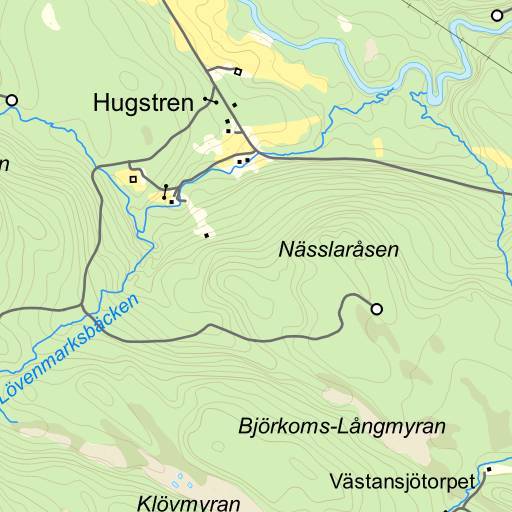 Hugstren
n
Nässlaråsen
Lövenmarksbäcken
Björkoms-Långmyran
Västansjötorpet
Klövmyran